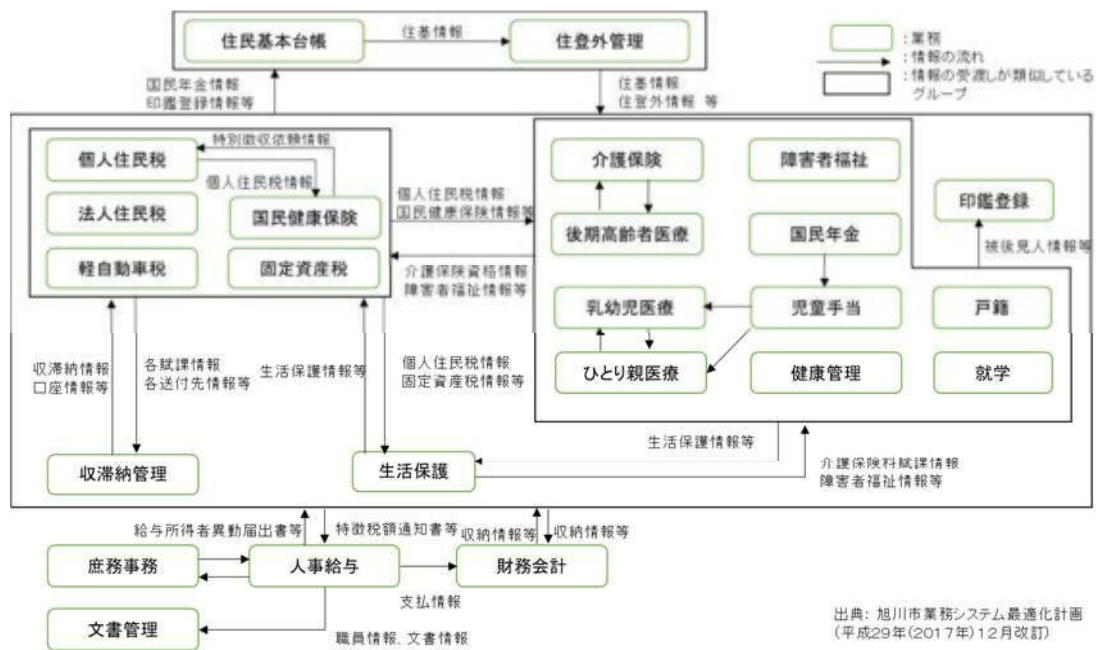 住民基本台帳
住基情報
住登外管理
：業務
：情報の流れ
：情報の受渡しが類似している
グループ
国民年金情報
印鑑登録情報等
住基情報
住登外情報 等
特別徴収依頼情報
個人住民税
個人住民税情報
法人住民税
国民健康保険
軽自動車税
固定資産税
個人住民税情報
国民健康保険情報等
介護保険資格情報
障害者福祉情報等
介護保険
障害者福祉
後期高齢者医療
国民年金
印鑑登録
被後見人情報等
乳幼児医療
児童手当
戸籍
ひとり親医療
健康管理
就学
収滞納情報
口座情報等
各賦課情報
各送付先情報等
生活保護情報等
個人住民税情報
固定資産税情報等
生活保護情報等
介護保険料賦課情報
障害者福祉情報等
収滞納管理
生活保護
給与所得者異動届出書等
特徴税額通知書等
収納情報等
収納情報等
庶務事務
人事給与
財務会計
支払情報
文書管理
職員情報、文書情報
出典： 旭川市業務システム最適化計画
(平成29年(2017年)12月改訂)